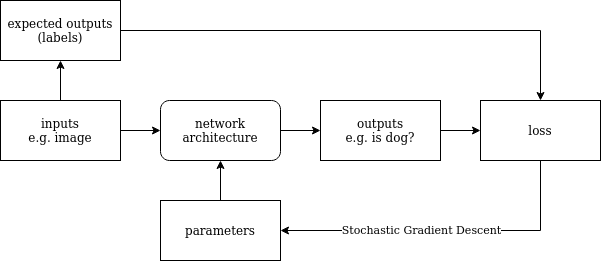 expected outputs
(labels)
inputs
e.g. image
network
architecture
outputs
e.g. is dog?
loss
parameters
Stochastic Gradient Descent